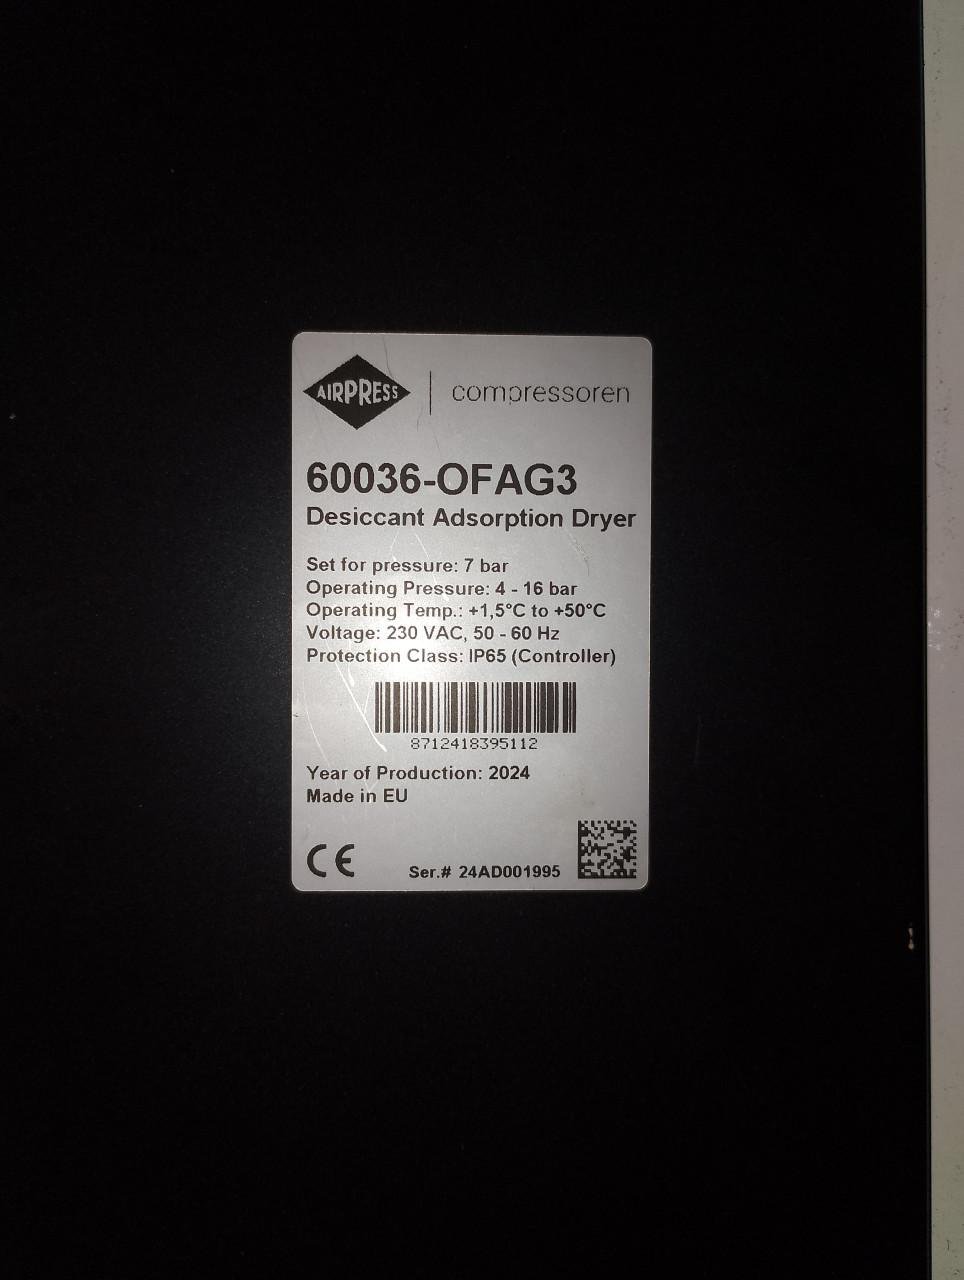 AIRPRESS | compressoren
60036-OFAG3
Desiccant Adsorption Dryer
Set for pressure: 7 bar
Operating Pressure: 4 - 16 bar
Operating Temp.: +1,5°C to +50°C
Voltage: 230 VAC, 50 - 60 Hz
Protection Class: IP65 (Controller)
8712418395112
Year of Production: 2024
Made in EU
CE
Ser.# 24AD001995